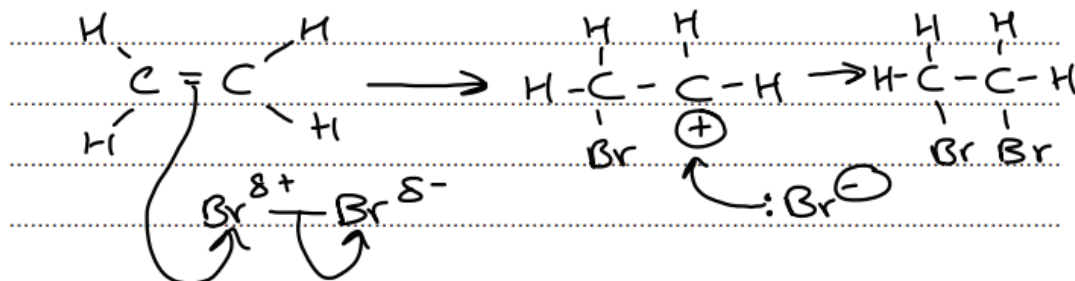 H H H H H H
C = C H - C - C - H H - C - C - H
H H Br + Br Br
Br δ+ — Br δ- :Br -